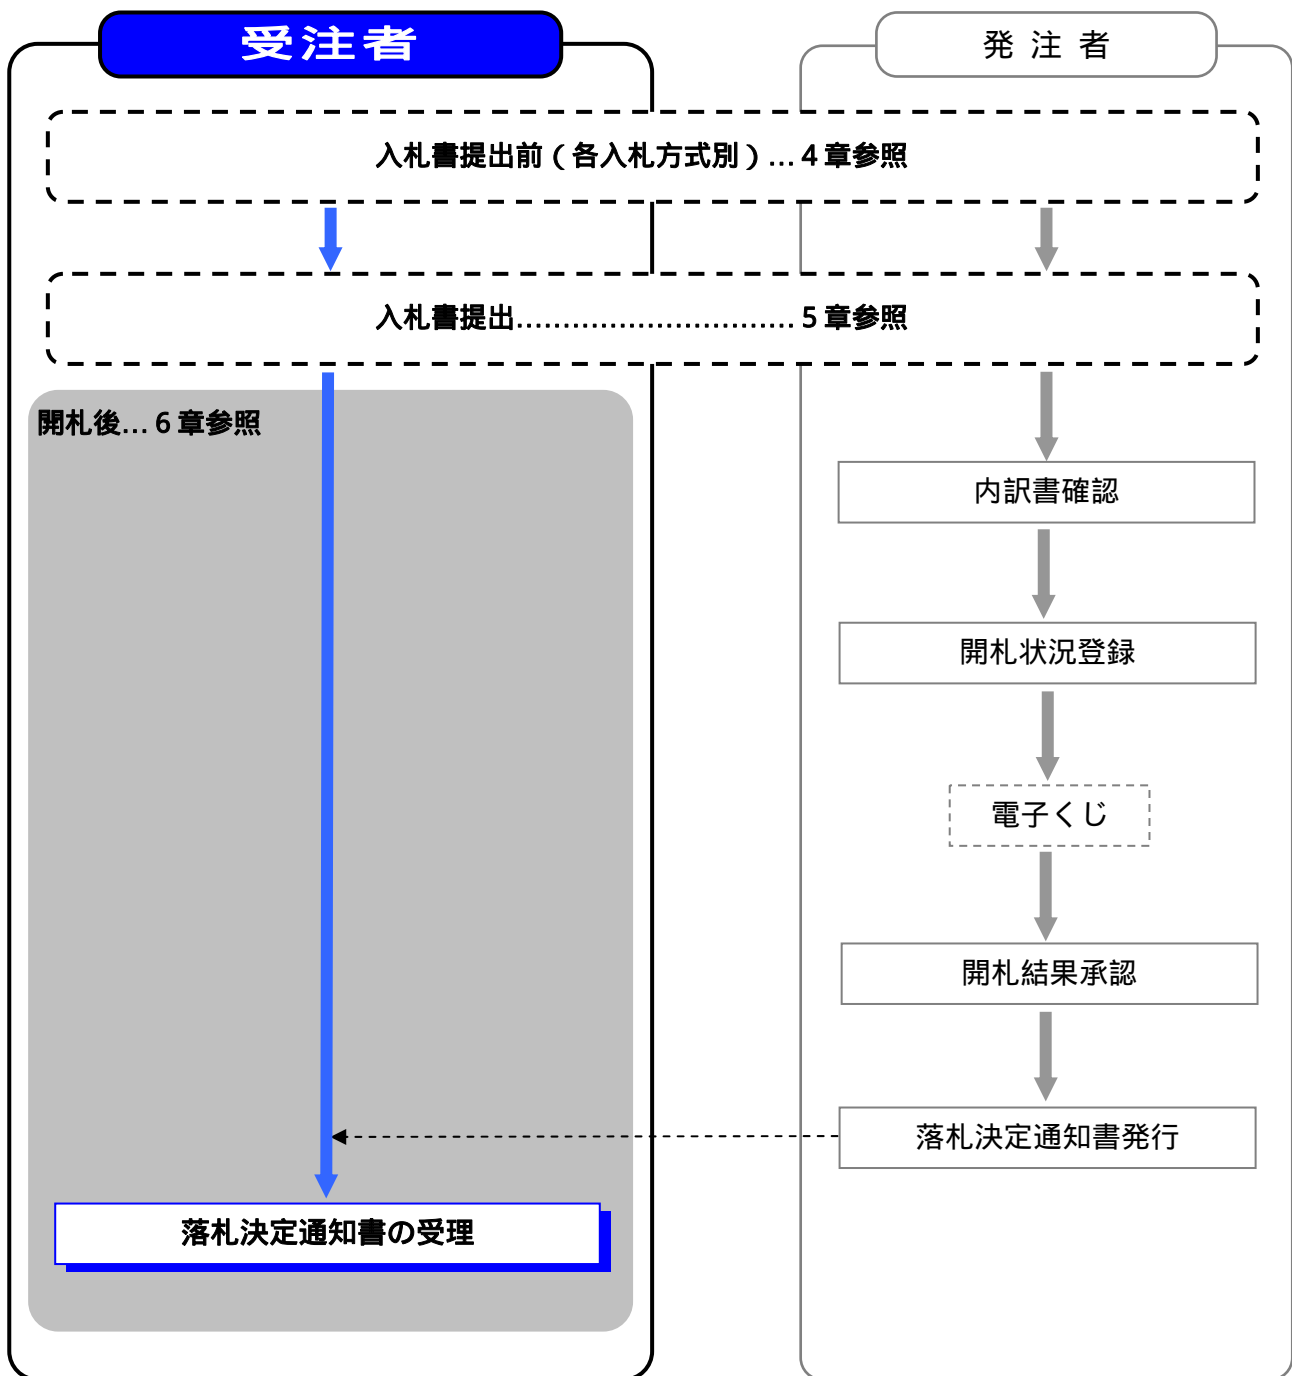 受注者
発 注 者
入札書提出前（各入札方式別）…４章参照
入札書提出…………………………５章参照
開札後…６章参照
内訳書確認
開札状況登録
電子くじ
開札結果承認
落札決定通知書発行
落札決定通知書の受理